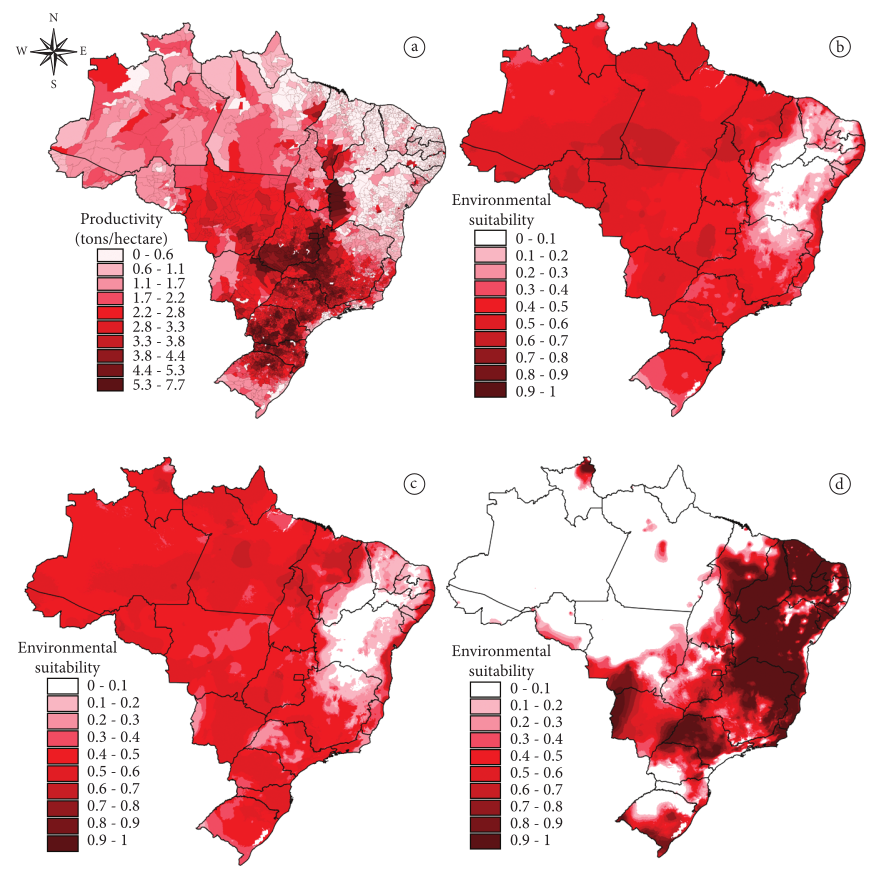 N
W E
S
a
Productivity
(tons/hectare)
0 - 0.6
0.6 - 1.1
1.1 - 1.7
1.7 - 2.2
2.2 - 2.8
2.8 - 3.3
3.3 - 3.8
3.8 - 4.4
4.4 - 5.3
5.3 - 7.7
b
Environmental
suitability
0 - 0.1
0.1 - 0.2
0.2 - 0.3
0.3 - 0.4
0.4 - 0.5
0.5 - 0.6
0.6 - 0.7
0.7 - 0.8
0.8 - 0.9
0.9 - 1
c
Environmental
suitability
0 - 0.1
0.1 - 0.2
0.2 - 0.3
0.3 - 0.4
0.4 - 0.5
0.5 - 0.6
0.6 - 0.7
0.7 - 0.8
0.8 - 0.9
0.9 - 1
d
Environmental
suitability
0 - 0.1
0.1 - 0.2
0.2 - 0.3
0.3 - 0.4
0.4 - 0.5
0.5 - 0.6
0.6 - 0.7
0.7 - 0.8
0.8 - 0.9
0.9 - 1